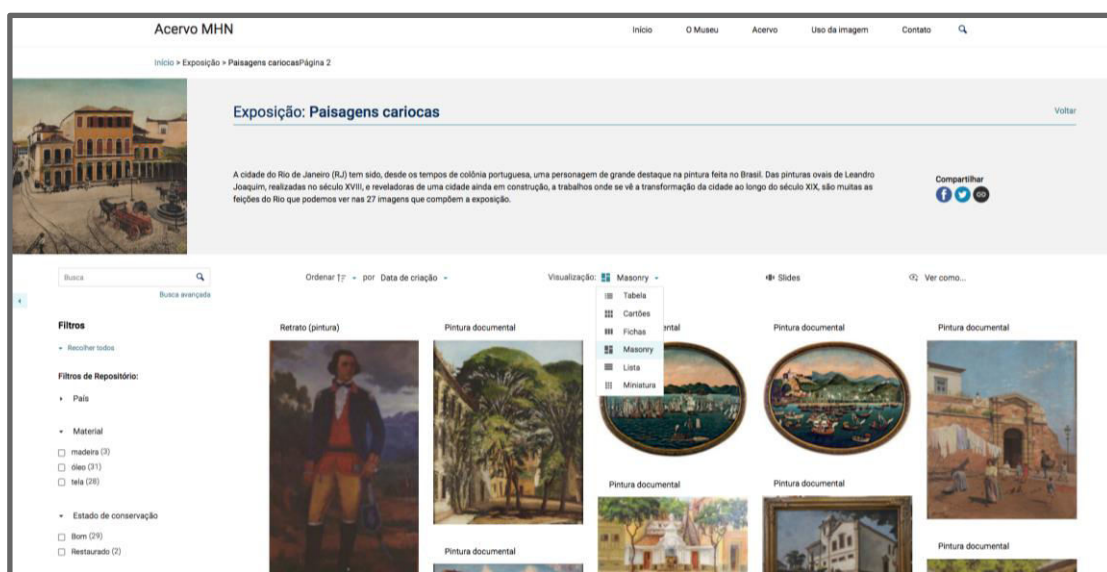 Acervo MHN
Início
O Museu
Acervo
Uso da imagem
Contato
Início > Exposição > Paisagens cariocasPágina 2
Exposição: Paisagens cariocas
Voltar
A cidade do Rio de Janeiro (RJ) tem sido, desde os tempos de colônia portuguesa, uma personagem de grande destaque na pintura feita no Brasil. Das pinturas ovais de Leandro
Joaquim, realizadas no século XVIII, e reveladoras de uma cidade ainda em construção, a trabalhos onde se vê a transformação da cidade ao longo do século XIX, são muitas as
feições do Rio que podemos ver nas 27 imagens que compõem a exposição.
Compartilhar
Busca
Busca avançada
Ordenar por Data de criação
Visualização: Masonry
Slides
Ver como...
Tabela
Cartões
Fichas
Masonry
Lista
Miniatura
Filtros
Recolher todos
Filtros de Repositório:
País
Material
madeira (3)
óleo (31)
tela (28)
Estado de conservação
Bom (29)
Restaurado (2)
Retrato (pintura)
Pintura documental
ental
Pintura documental
Pintura documental
Pintura documental
Pintura documental
Pintura documental
Pintura documental